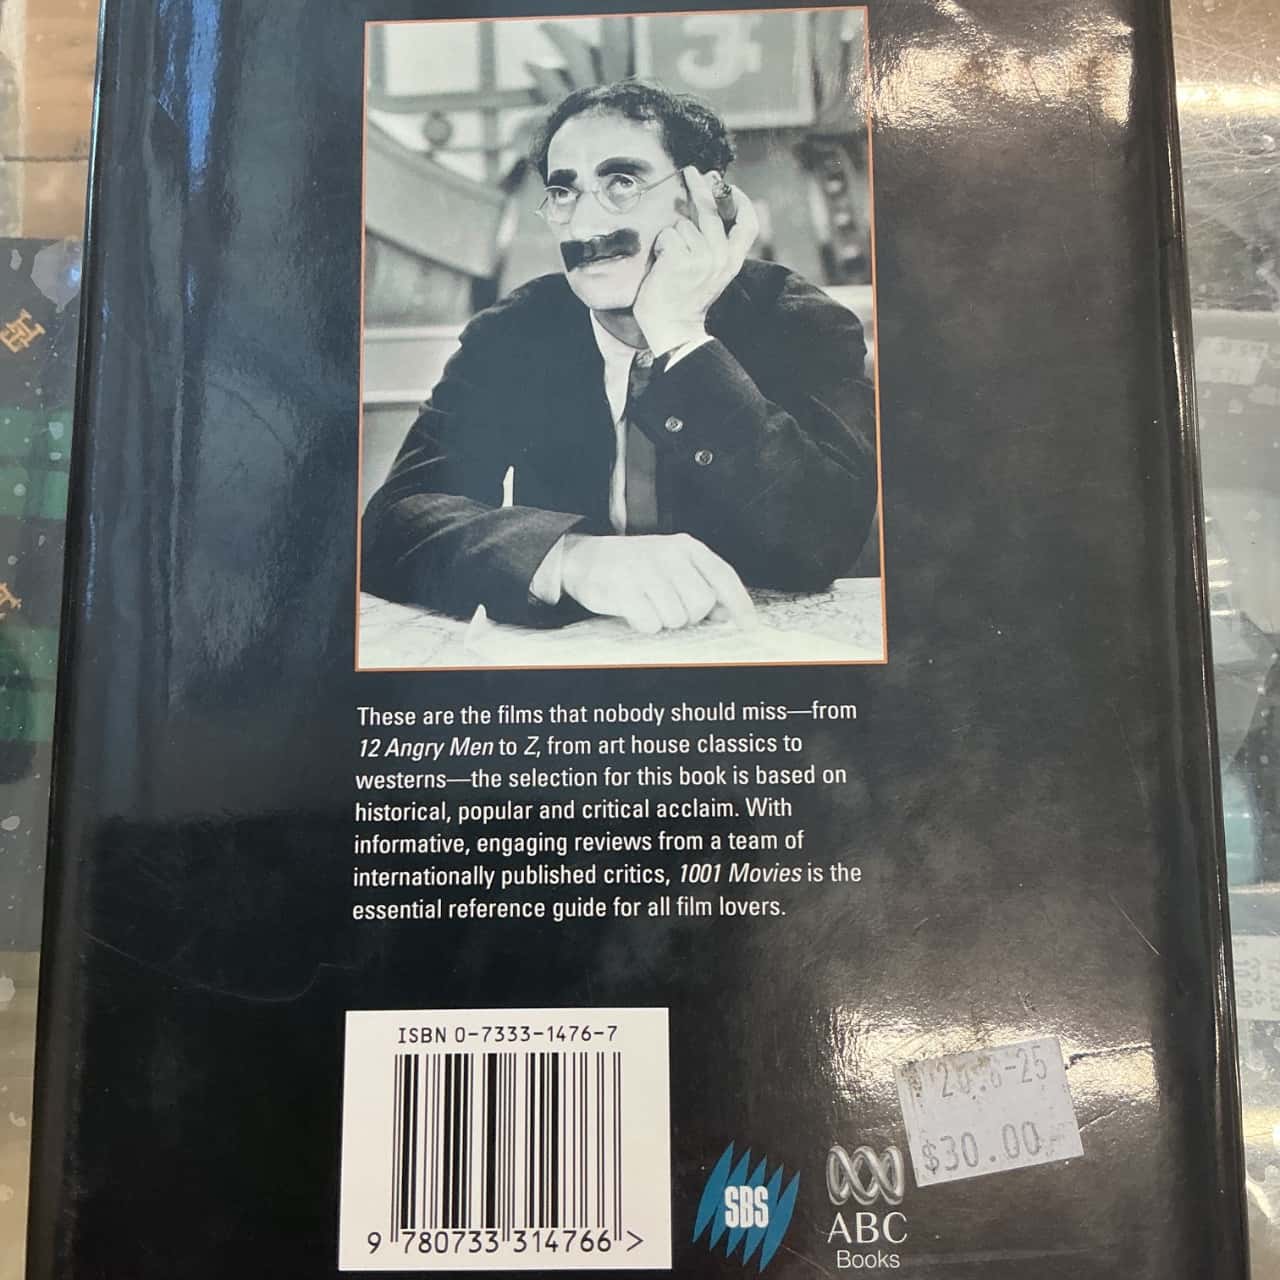 These are the films that nobody should miss—from
12 Angry Men to Z, from art house classics to
westerns—the selection for this book is based on
historical, popular and critical acclaim. With
informative, engaging reviews from a team of
internationally published critics, 1001 Movies is the
essential reference guide for all film lovers.
ISBN 0-7333-1476-7
9 780733 314766 >
SBS
ABC
Books
$30.00